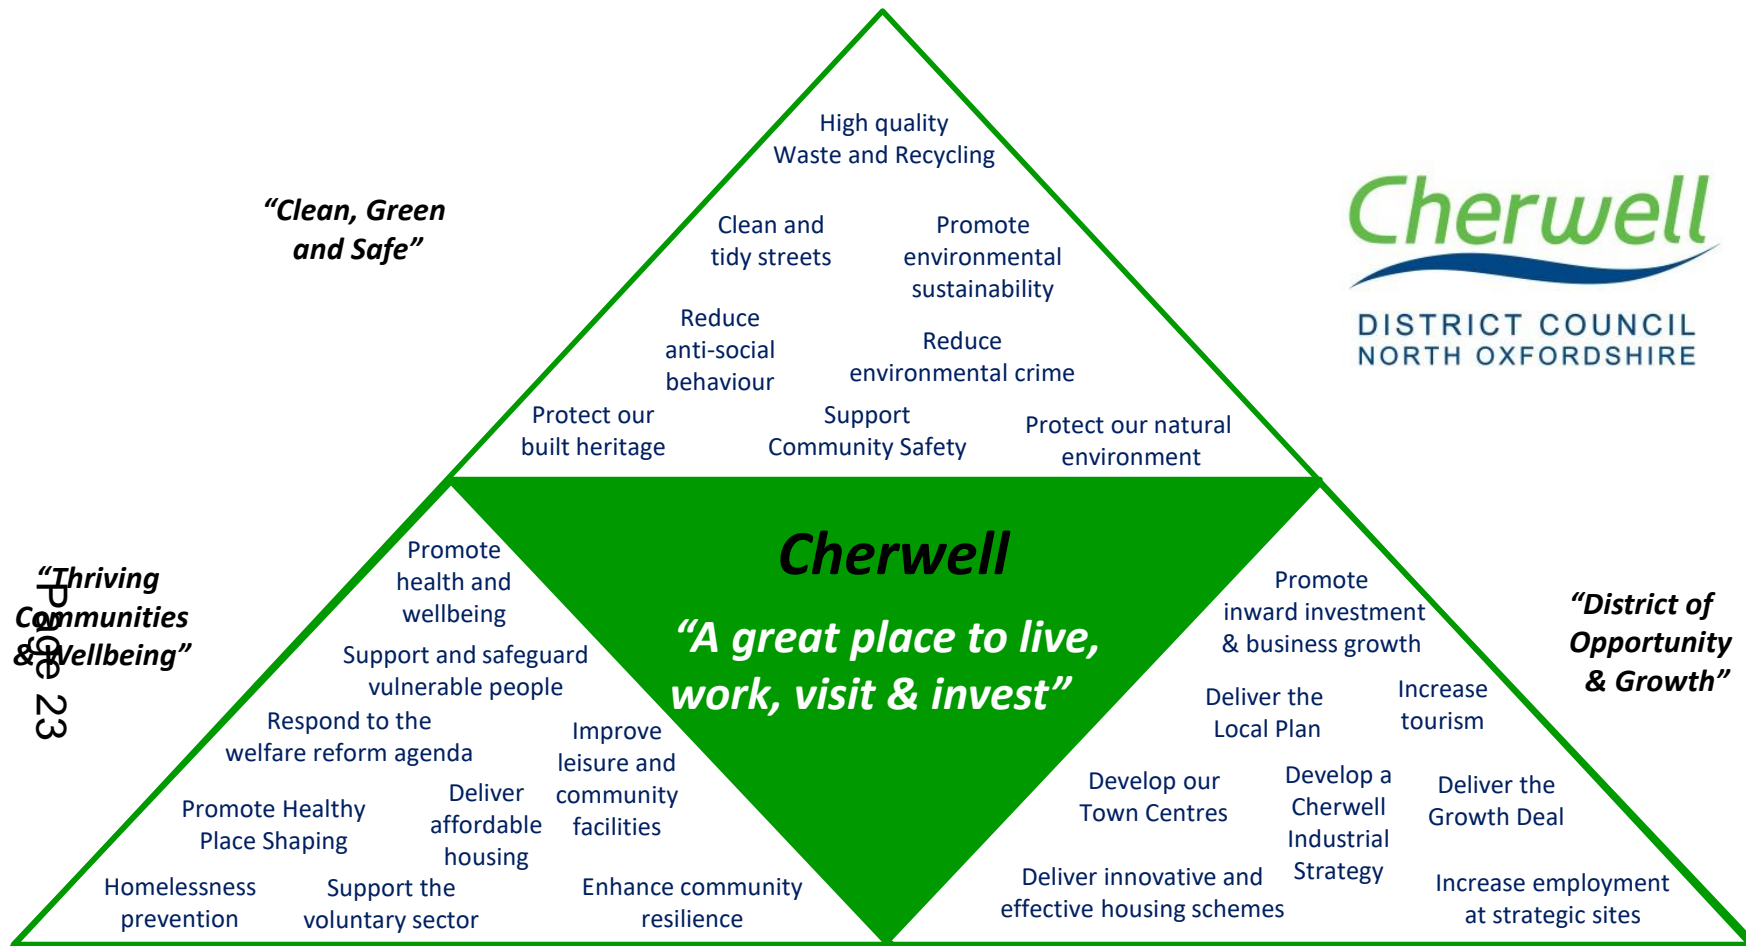 High quality
Waste and Recycling
“Clean, Green
and Safe”
Clean and
tidy streets
Promote
environmental
sustainability
Reduce
anti-social
behaviour
Reduce
environmental crime
Protect our
built heritage
Support
Community Safety
Protect our natural
environment
Cherwell
DISTRICT COUNCIL
NORTH OXFORDSHIRE
Cherwell
“A great place to live,
work, visit & invest”
“Thriving
Communities
& Wellbeing”
Page 23
Promote
health and
wellbeing
Support and safeguard
vulnerable people
Respond to the
welfare reform agenda
Improve
leisure and
community
facilities
Promote Healthy
Place Shaping
Deliver
affordable
housing
Homelessness
prevention
Support the
voluntary sector
Enhance community
resilience
“District of
Opportunity
& Growth”
Promote
inward investment
& business growth
Deliver the
Local Plan
Increase
tourism
Develop our
Town Centres
Develop a
Cherwell
Industrial
Strategy
Deliver the
Growth Deal
Deliver innovative and
effective housing schemes
Increase employment
at strategic sites